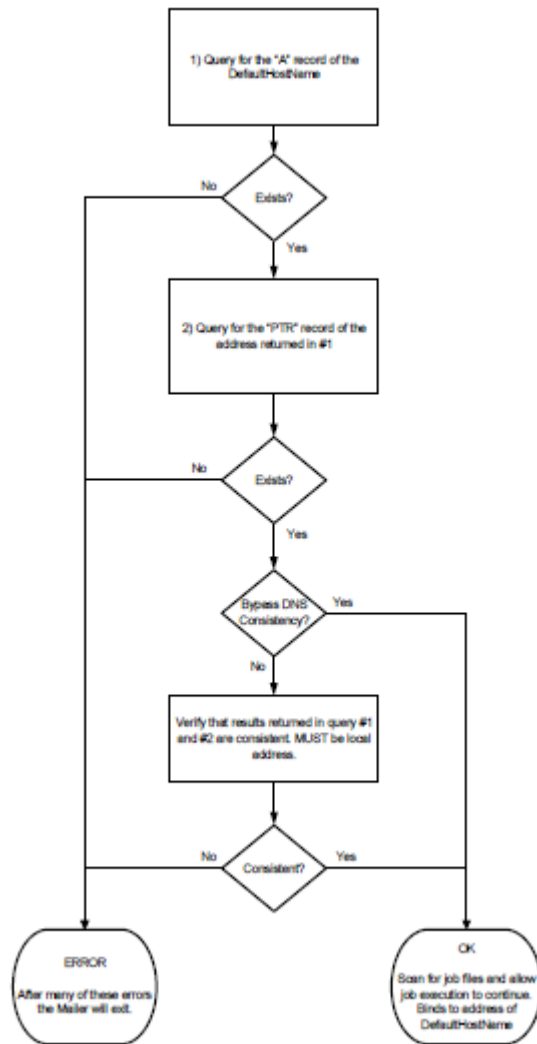 1) Query for the "A" record of the
DefaultHostName
No
Exists?
Yes
2) Query for the "PTR" record of the
address returned in #1
No
Exists?
Yes
Bypass DNS
Consistency?
Yes
No
Verify that results returned in query #1
and #2 are consistent. MUST be local
address.
No
Consistent?
Yes
ERROR
After many of these errors
the Mailer will exit.
OK
Scan for job files and allow
job execution to continue.
Binds to address of
DefaultHostName